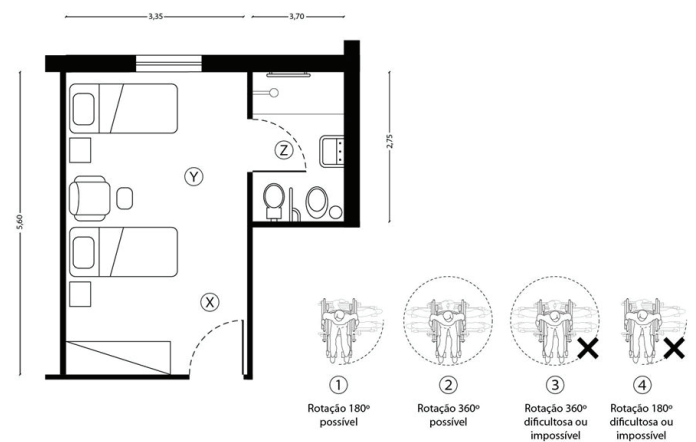 3,35
3,70
5,60
2,75
Z
Y
X
1
2
3
4
Rotação 180º
possível
Rotação 360º
possível
Rotação 360º
dificultosa ou
impossível
Rotação 180º
dificultosa ou
impossível